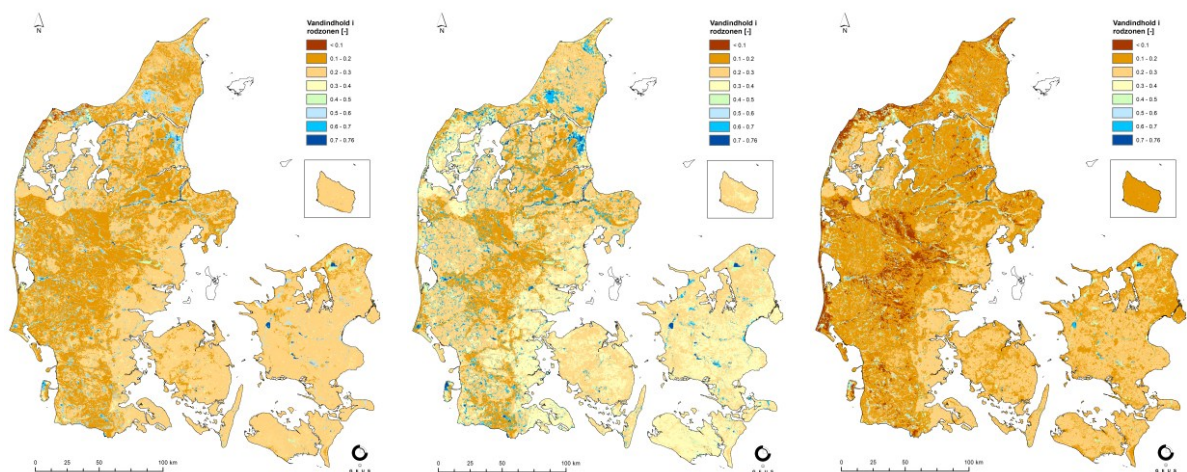 N
Vandindhold i
rodzonen [-]
< 0.1
0.1 - 0.2
0.2 - 0.3
0.3 - 0.4
0.4 - 0.5
0.5 - 0.6
0.6 - 0.7
0.7 - 0.76
0 25 50 100 km
G E U S
N
Vandindhold i
rodzonen [-]
< 0.1
0.1 - 0.2
0.2 - 0.3
0.3 - 0.4
0.4 - 0.5
0.5 - 0.6
0.6 - 0.7
0.7 - 0.76
0 25 50 100 km
G E U S
N
Vandindhold i
rodzonen [-]
< 0.1
0.1 - 0.2
0.2 - 0.3
0.3 - 0.4
0.4 - 0.5
0.5 - 0.6
0.6 - 0.7
0.7 - 0.76
0 25 50 100 km
G E U S